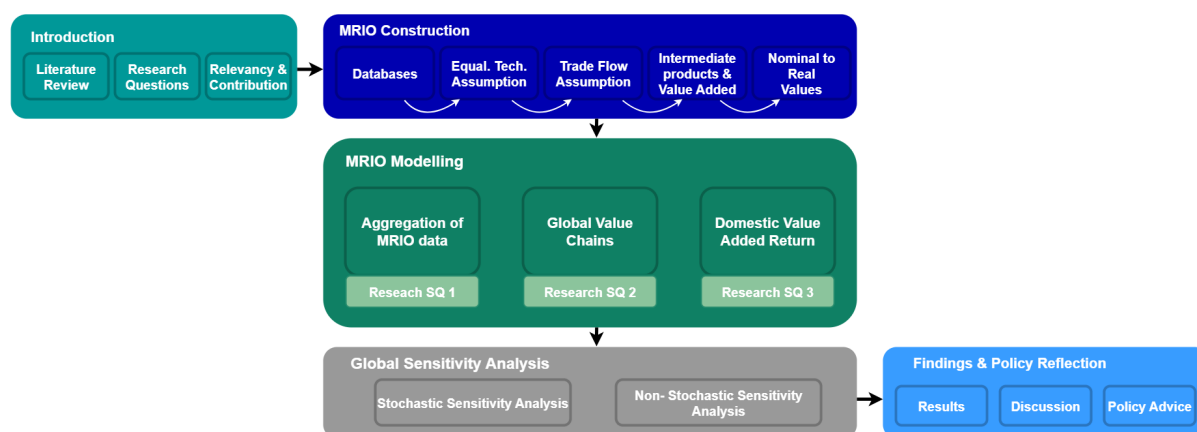 Introduction
Literature
Review
Research
Questions
Relevancy &
Contribution
MRIO Construction
Databases
Equal. Tech.
Assumption
Trade Flow
Assumption
Intermediate
products &
Value Added
Nominal to
Real
Values
MRIO Modelling
Aggregation of
MRIO data
Reseach SQ 1
Global Value
Chains
Research SQ 2
Domestic Value
Added Return
Research SQ 3
Global Sensitivity Analysis
Stochastic Sensitivity Analysis
Non- Stochastic Sensitivity
Analysis
Findings & Policy Reflection
Results
Discussion
Policy Advice